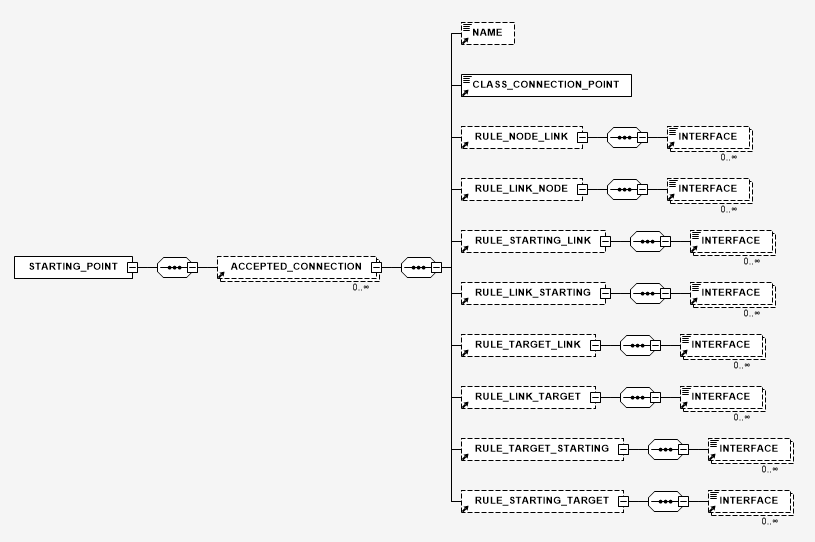 NAME
CLASS_CONNECTION_POINT
RULE_NODE_LINK INTERFACE
0..∞
RULE_LINK_NODE INTERFACE
0..∞
RULE_STARTING_LINK INTERFACE
0..∞
STARTING_POINT ACCEPTED_CONNECTION
0..∞
RULE_LINK_STARTING INTERFACE
0..∞
RULE_TARGET_LINK INTERFACE
0..∞
RULE_LINK_TARGET INTERFACE
0..∞
RULE_TARGET_STARTING INTERFACE
0..∞
RULE_STARTING_TARGET INTERFACE
0..∞